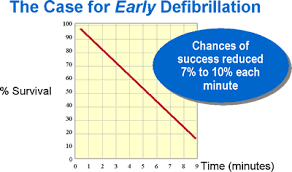 The Case for Early Defibrillation
100
90
80
70
60
50
40
30
20
10
0
% Survival
0 1 2 3 4 5 6 7 8 9
Time (minutes)
Chances of
success reduced
7% to 10% each
minute